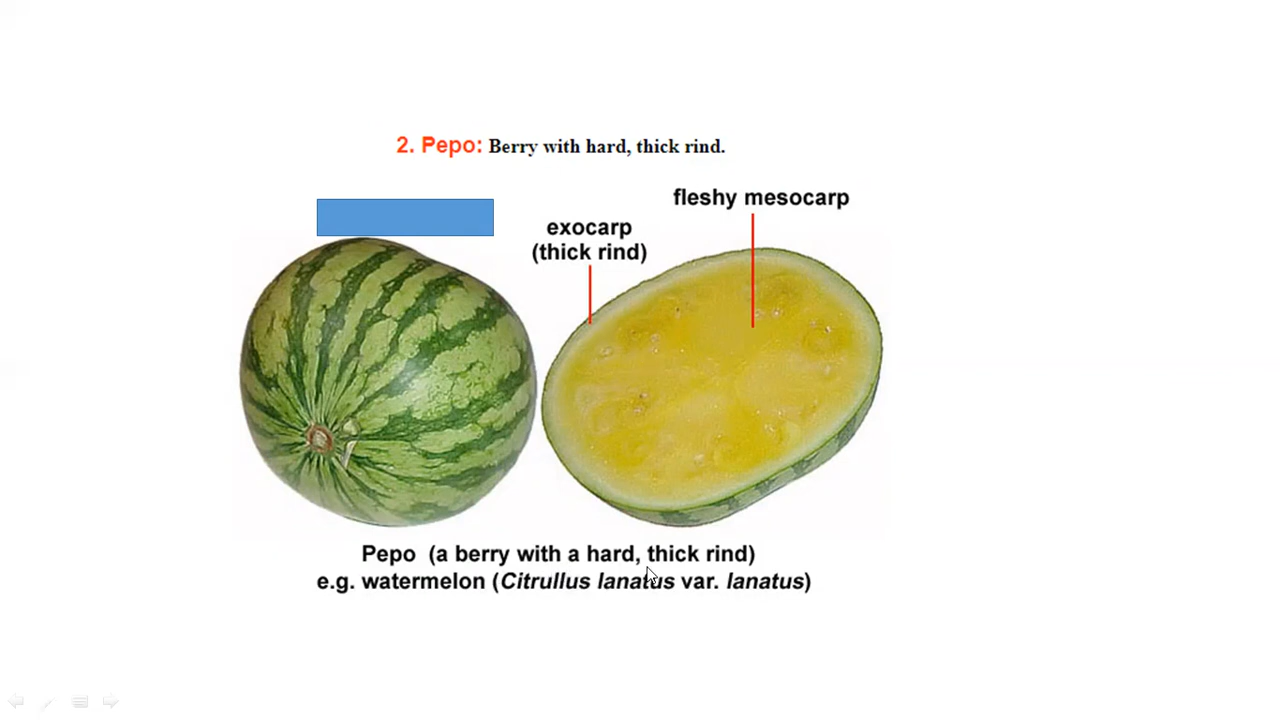 2. Pepo: Berry with hard, thick rind.
fleshy mesocarp
exocarp
(thick rind)
Pepo (a berry with a hard, thick rind)
e.g. watermelon (Citrullus lanatus var. lanatus)